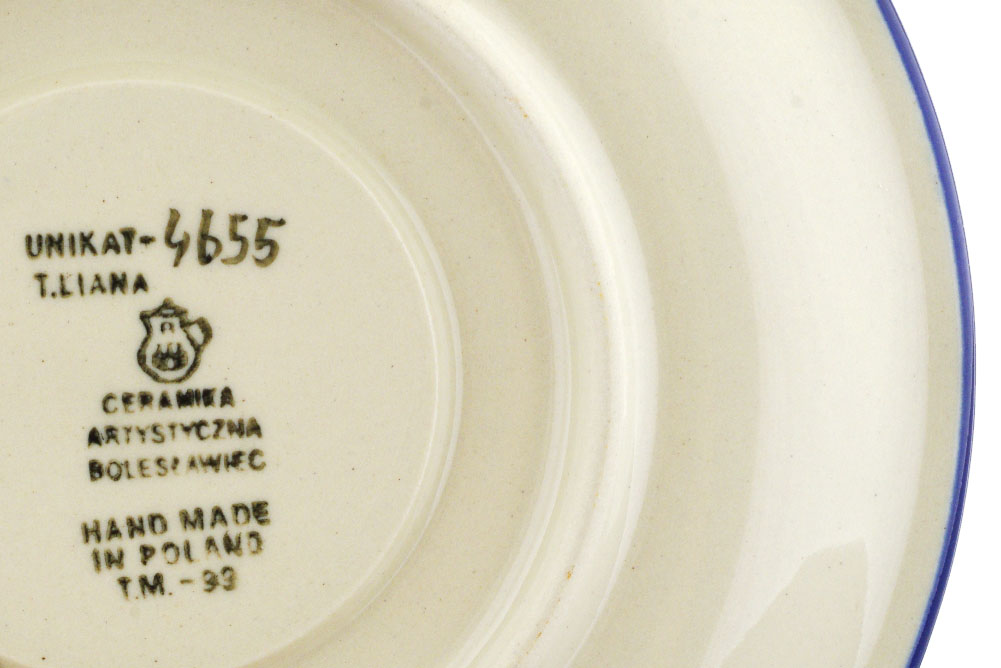 UNIKAT-4655
T.LIANA
CERAMIKA
ARTYSTYCZNA
BOLESŁAWIEC
HAND MADE
IN POLAND
T.M.-99